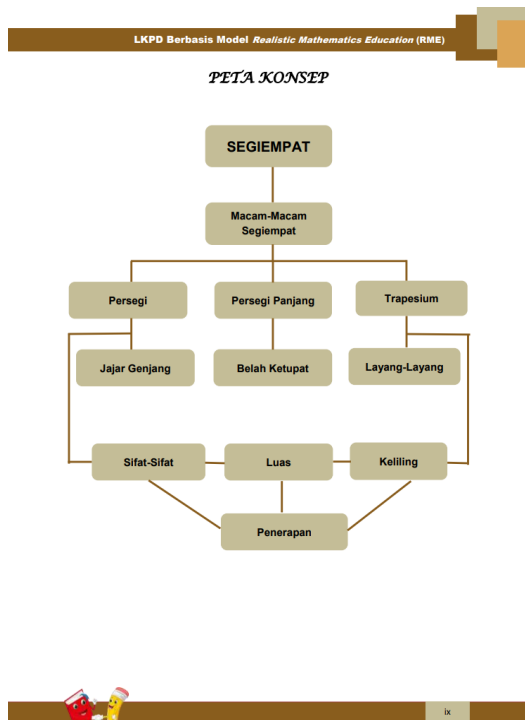 LKPD Berbasis Model Realistic Mathematics Education (RME)
PETA KONSEP
SEGIEMPAT
Macam-Macam
Segiempat
Persegi
Persegi Panjang
Trapesium
Jajar Genjang
Belah Ketupat
Layang-Layang
Sifat-Sifat
Luas
Keliling
Penerapan
ix